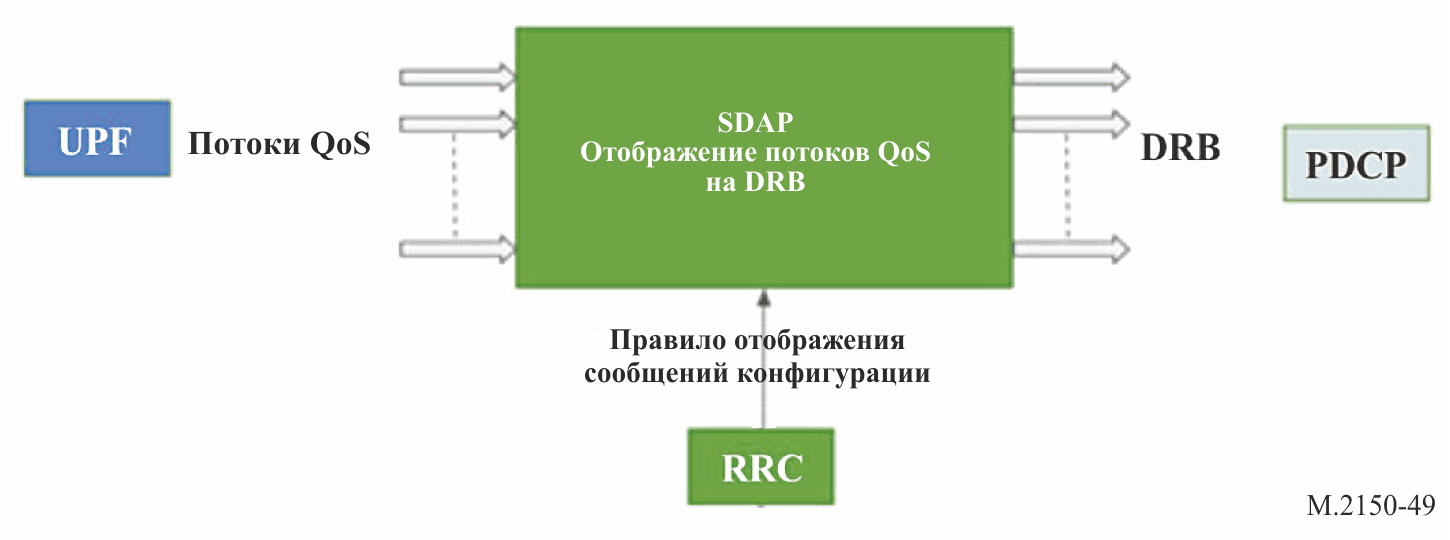 UPF
Потоки QoS
SDAP
Отображение потоков QoS
на DRB
DRB
PDCP
Правило отображения
сообщений конфигурации
RRC
M.2150-49